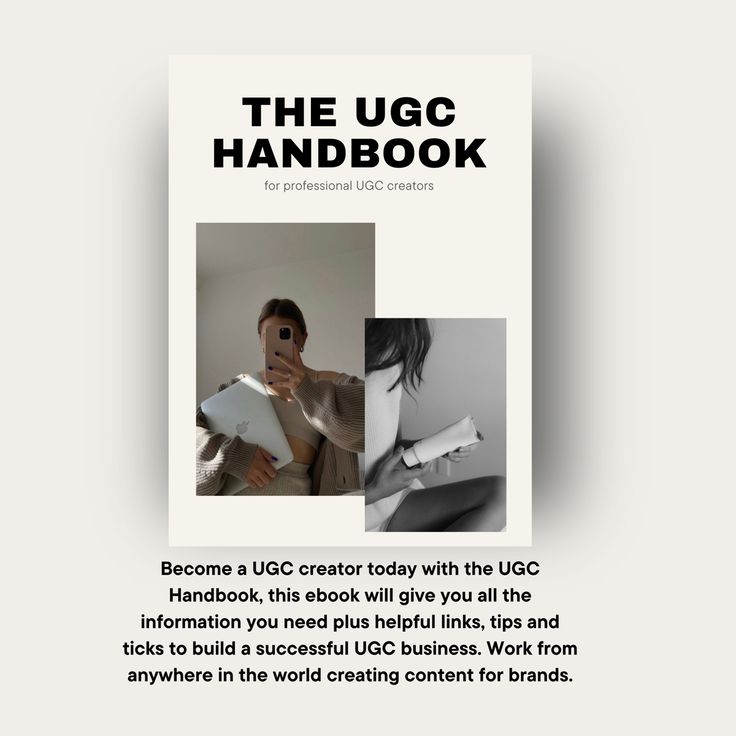 THE UGC
HANDBOOK
for professional UGC creators
Become a UGC creator today with the UGC
Handbook, this ebook will give you all the
information you need plus helpful links, tips and
ticks to build a successful UGC business. Work from
anywhere in the world creating content for brands.